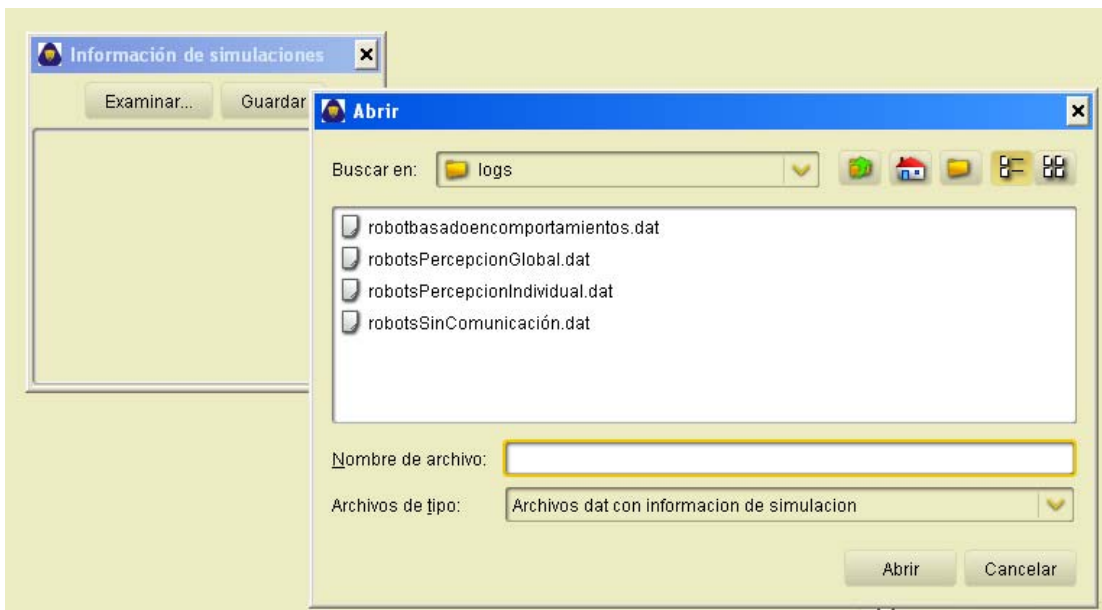 Información de simulaciones
Examinar... Guardar
Abrir
Buscar en: logs
robotbasadoencomportamientos.dat
robotsPercepcionGlobal.dat
robotsPercepcionIndividual.dat
robotsSinComunicación.dat
Nombre de archivo:
Archivos de tipo: Archivos dat con informacion de simulacion
Abrir Cancelar